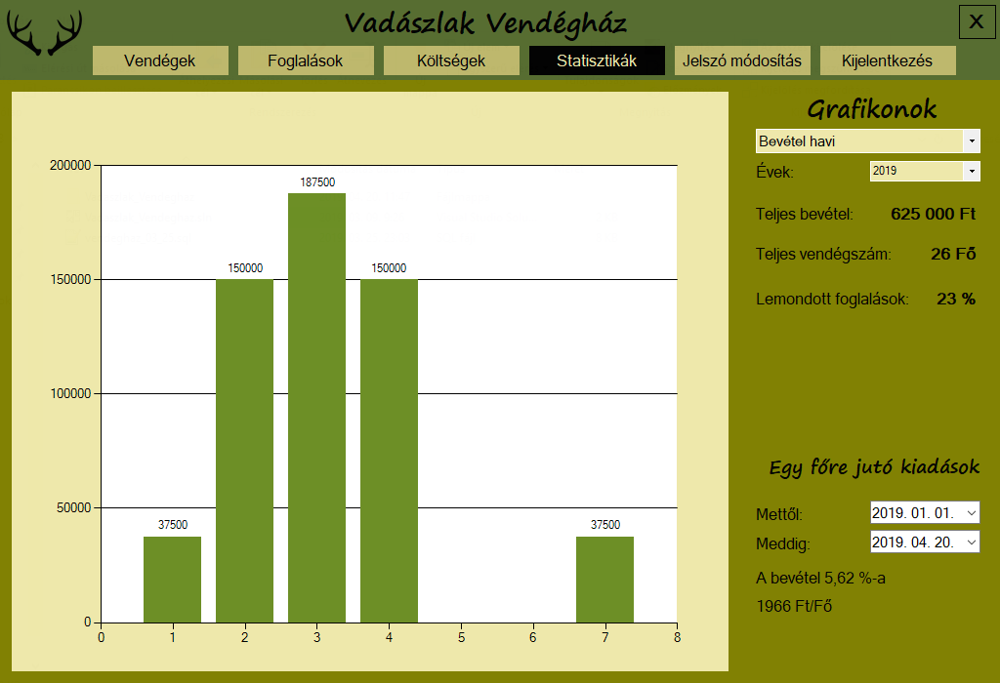 Vadászlak Vendégház
X
Vendégek Foglalások Költségek Statisztikák Jelszó módosítás Kijelentkezés
200000
150000
100000
50000
0
37500
150000
187500
150000
37500
0 1 2 3 4 5 6 7 8
Grafikonok
Bevétel havi
Évek: 2019
Teljes bevétel: 625 000 Ft
Teljes vendégszám: 26 Fő
Lemondott foglalások: 23 %
Egy főre jutó kiadások
Mettől: 2019. 01. 01.
Meddig: 2019. 04. 20.
A bevétel 5,62 %-a
1966 Ft/Fő